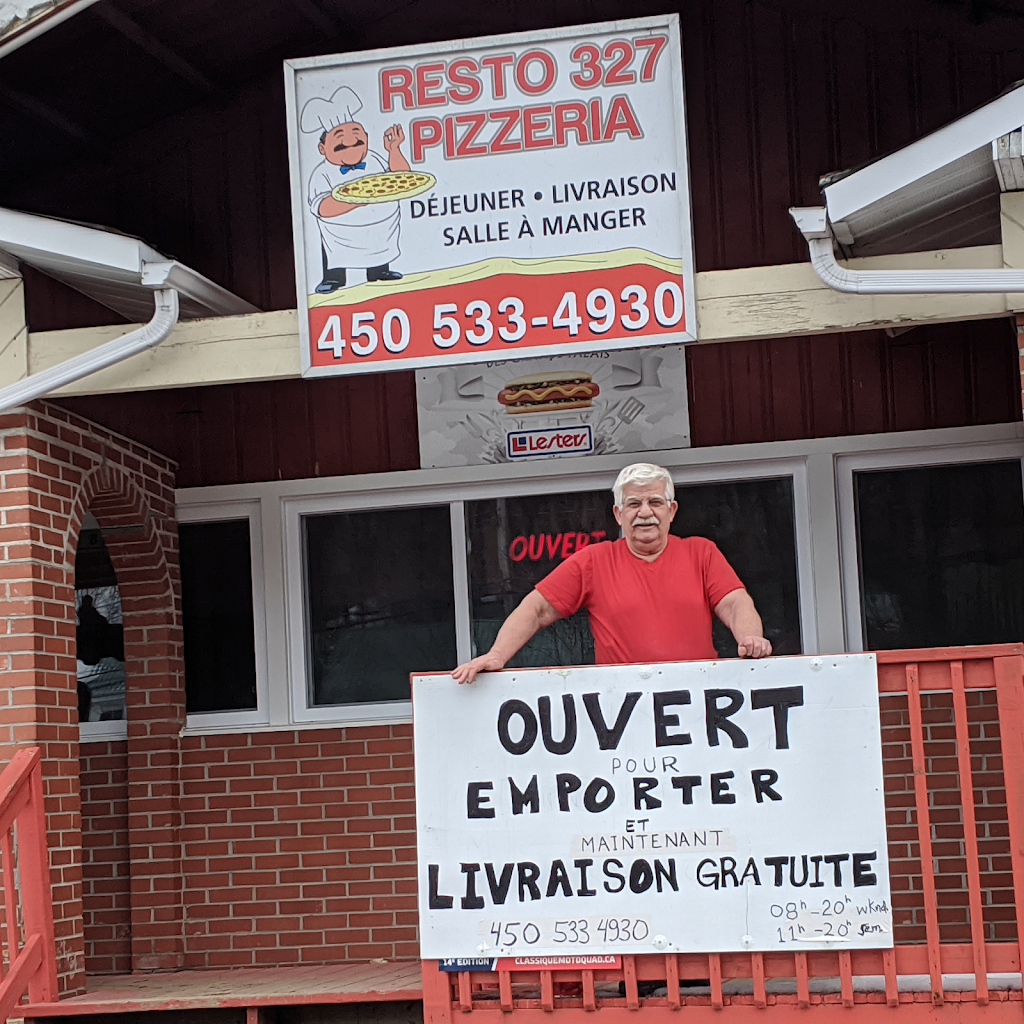 RESTO 327
PIZZERIA
DÉJEUNER • LIVRAISON
SALLE À MANGER
450 533-4930
Lesters
OUVERT
OUVERT
POUR
EMPORTER
ET
MAINTENANT
LIVRAISON GRATUITE
450 533 4930
08h-20h wknd
11h-20h sem
14e EDITION CLASSIQUEMOTOQUAD.CA